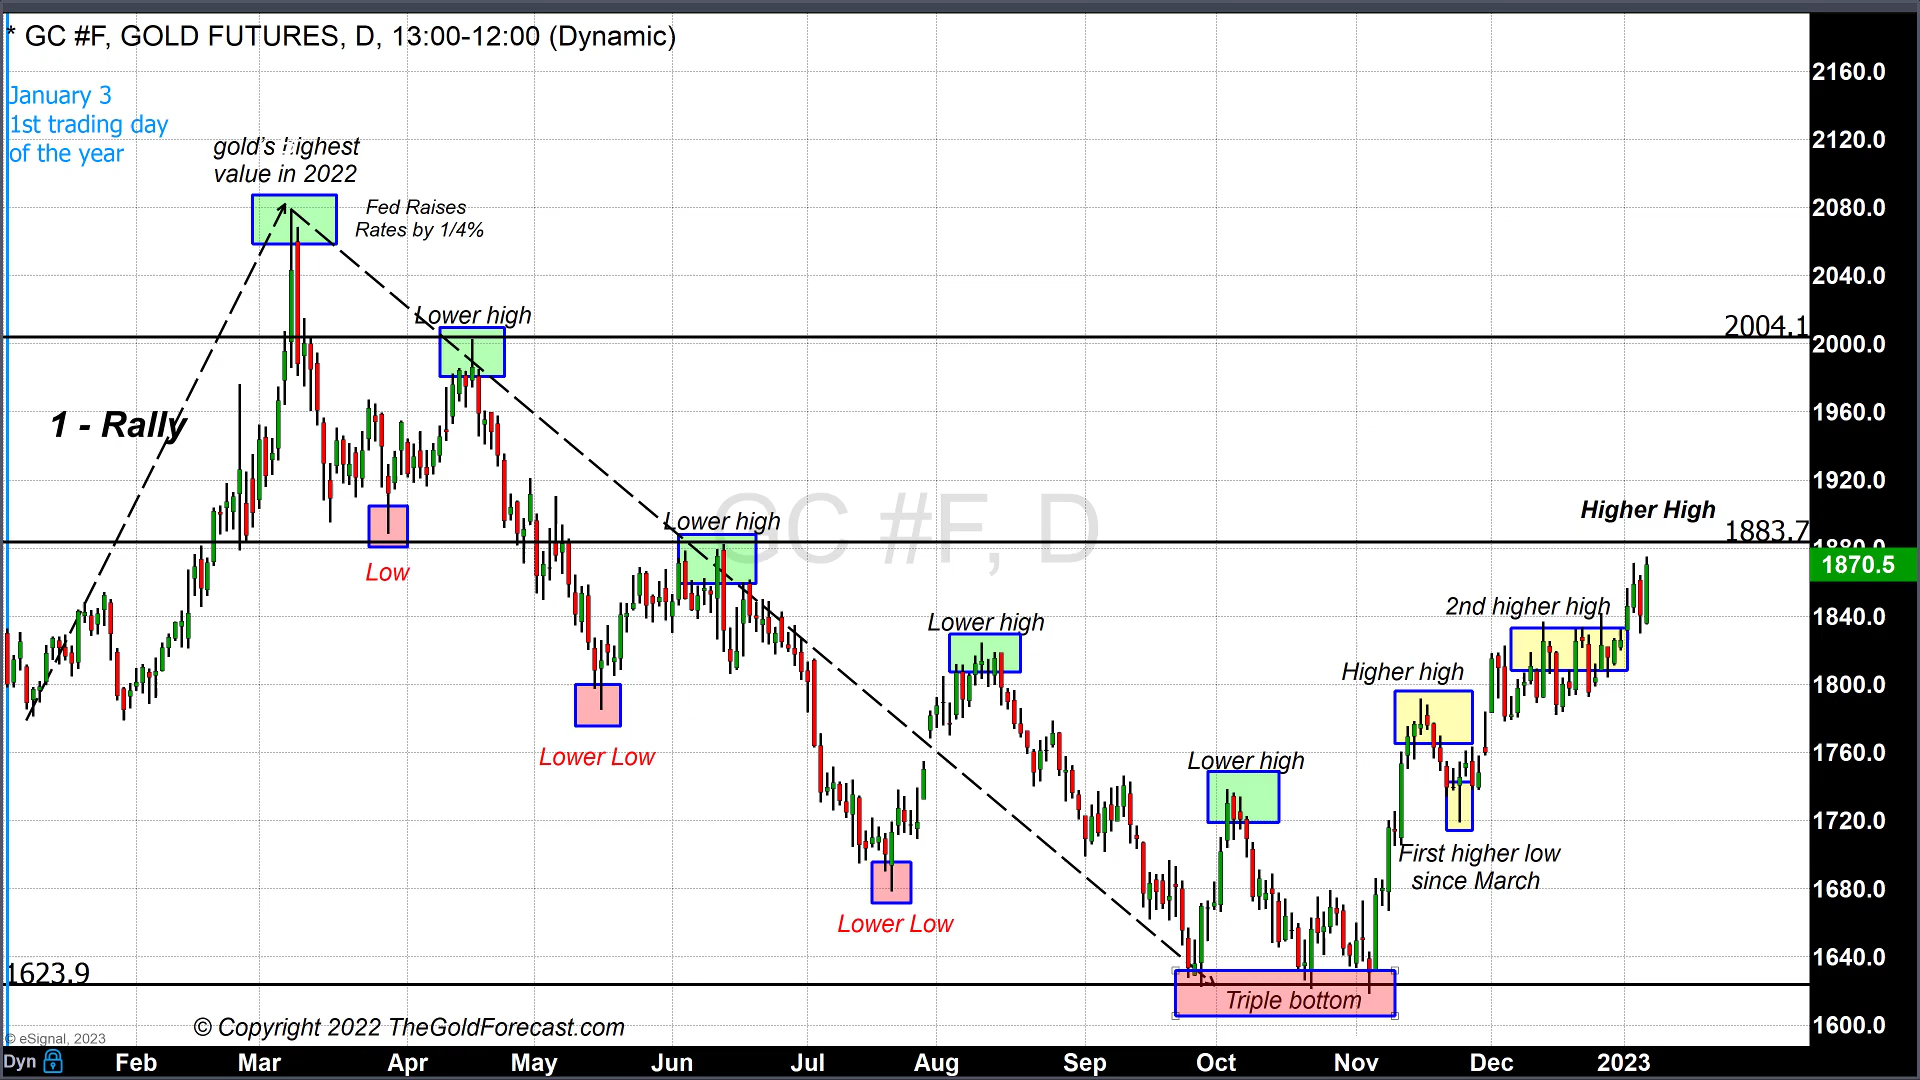 * GC #F, GOLD FUTURES, D, 13:00-12:00 (Dynamic)
January 3
1st trading day
of the year
gold's highest
value in 2022
Fed Raises
Rates by 1/4%
Lower high
1 - Rally
Low
Lower high
Lower Low
Lower high
Lower Low
Lower high
Triple bottom
Higher high
First higher low
since March
2nd higher high
Higher High
GC #F, D
2004.1
1883.7
1623.9
2160.0
2120.0
2080.0
2040.0
2000.0
1960.0
1920.0
1880.0
1870.5
1840.0
1800.0
1760.0
1720.0
1680.0
1640.0
1600.0
© Copyright 2022 TheGoldForecast.com
© eSignal, 2023
Dyn
Feb Mar Apr May Jun Jul Aug Sep Oct Nov Dec 2023